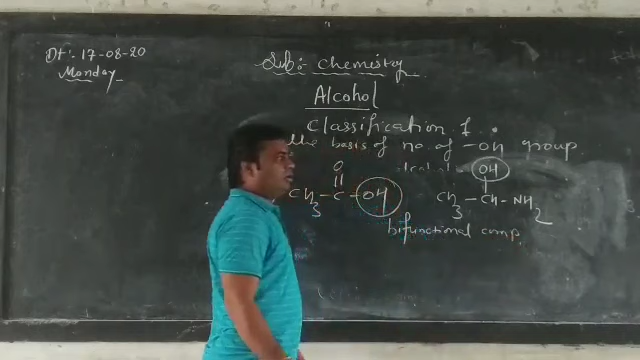 Dt:- 17-08-20
Monday
Sub:- chemistry
Alcohol
Classification of
the basis of no. of -OH group
CH3 - C - OH
O
OH
CH3 - CH - NH2
bifunctional comp.